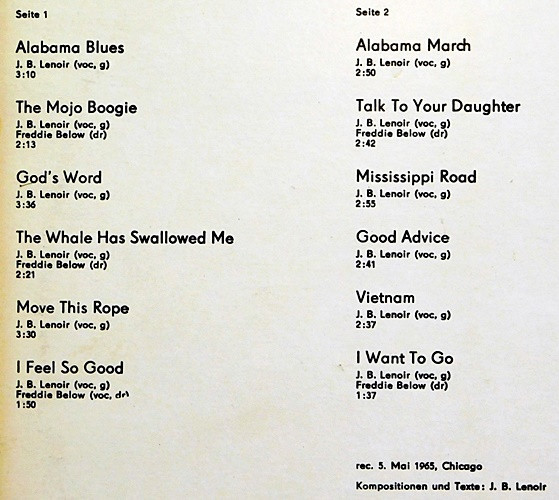 Seite 1
Alabama Blues
J. B. Lenoir (voc, g)
3:10
The Mojo Boogie
J. B. Lenoir (voc, g)
Freddie Below (dr)
2:13
God's Word
J. B. Lenoir (voc, g)
3:36
The Whale Has Swallowed Me
J. B. Lenoir (voc, g)
Freddie Below (dr)
2:21
Move This Rope
J. B. Lenoir (voc, g)
3:30
I Feel So Good
J. B. Lenoir (voc, g)
Freddie Below (voc, dr)
1:50
Seite 2
Alabama March
J. B. Lenoir (voc, g)
2:50
Talk To Your Daughter
J. B. Lenoir (voc, g)
Freddie Below (dr)
2:42
Mississippi Road
J. B. Lenoir (voc, g)
2:55
Good Advice
J. B. Lenoir (voc, g)
2:41
Vietnam
J. B. Lenoir (voc, g)
2:37
I Want To Go
J. B. Lenoir (voc, g)
Freddie Below (dr)
1:37
rec. 5. Mai 1965, Chicago
Kompositionen und Texte: J. B. Lenoir